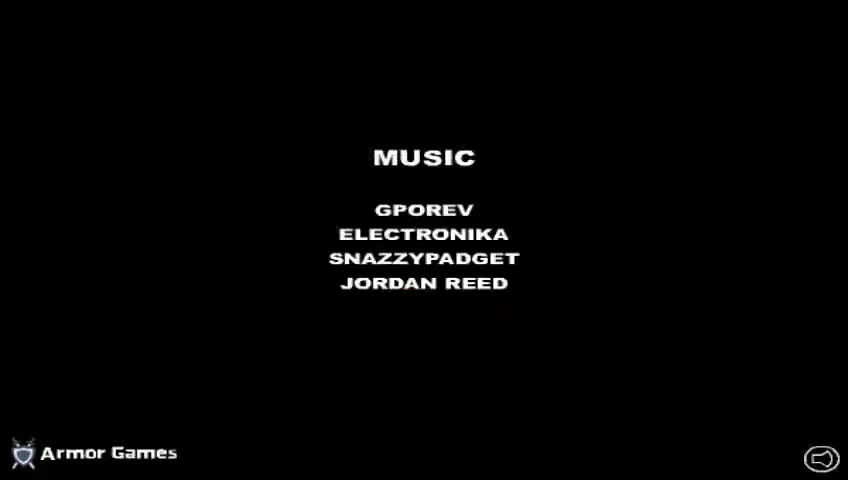 MUSIC
GPOREV
ELECTRONIKA
SNAZZYPADGET
JORDAN REED
Armor Games